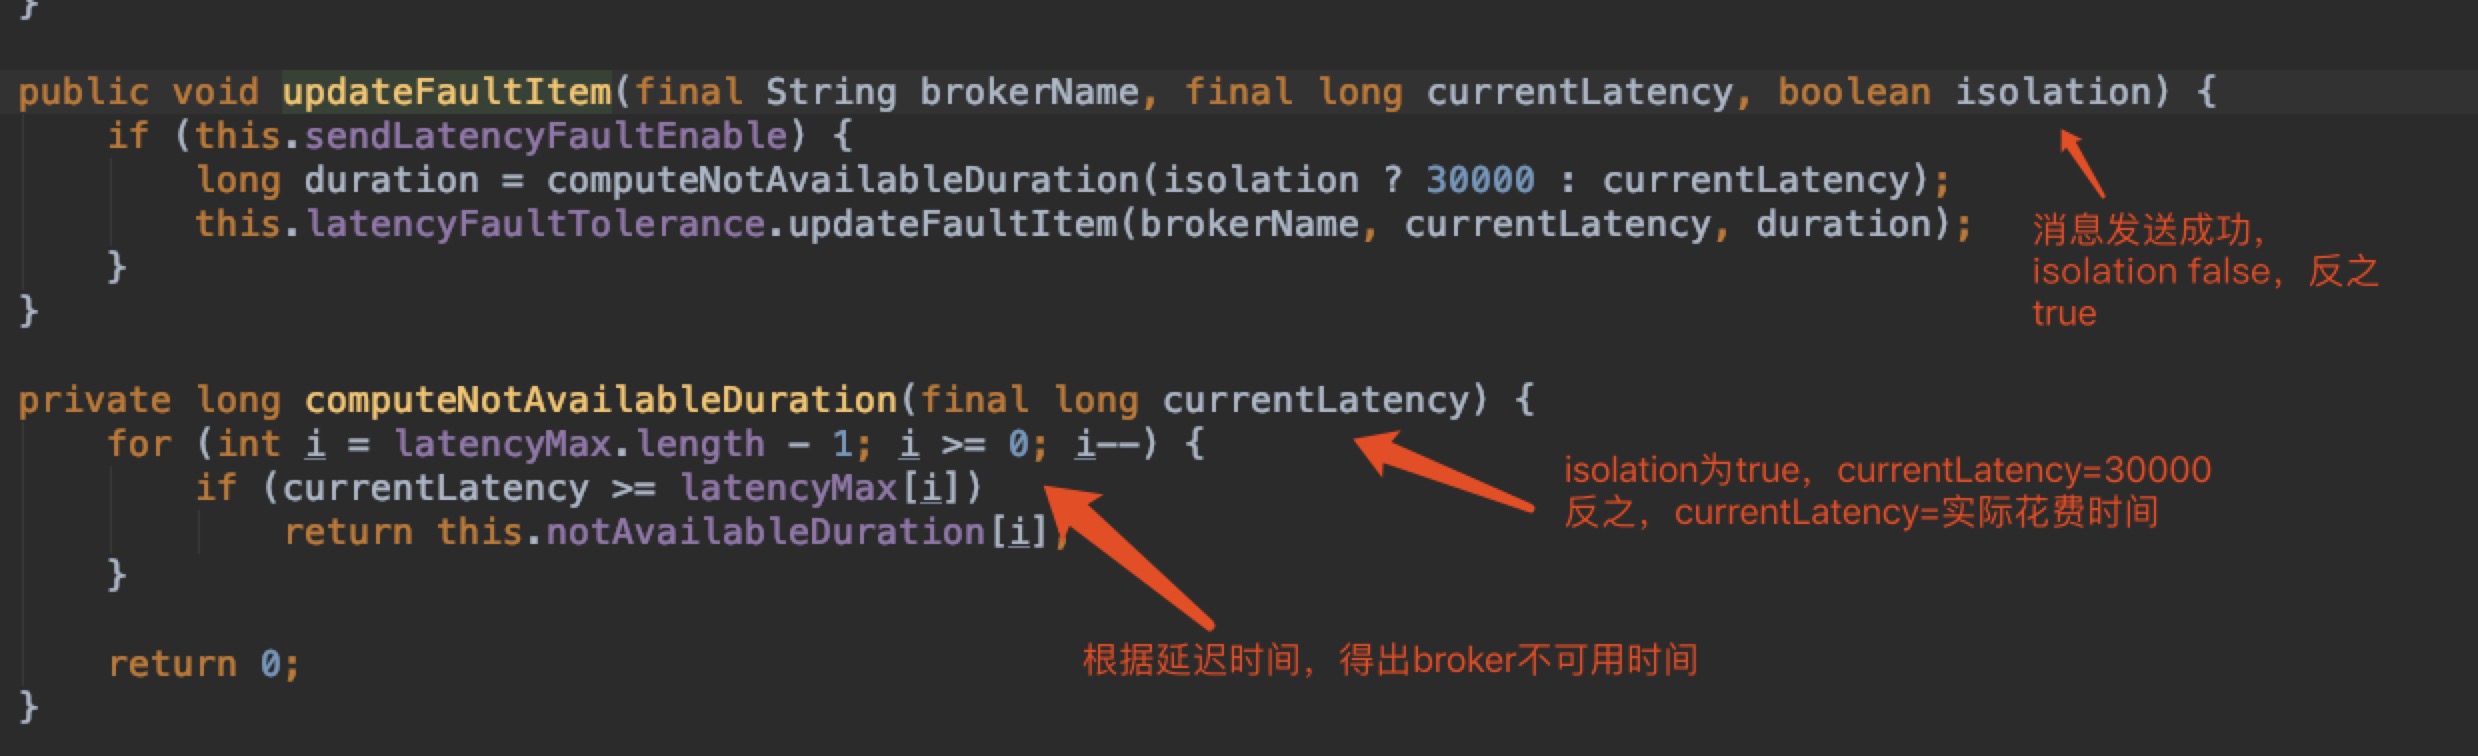 }
public void updateFaultItem(final String brokerName, final long currentLatency, boolean isolation) {
if (this.sendLatencyFaultEnable) {
long duration = computeNotAvailableDuration(isolation ? 30000 : currentLatency);
this.latencyFaultTolerance.updateFaultItem(brokerName, currentLatency, duration);
}
}
消息发送成功，
isolation false，反之
true
private long computeNotAvailableDuration(final long currentLatency) {
for (int i = latencyMax.length - 1; i >= 0; i--) {
if (currentLatency >= latencyMax[i])
return this.notAvailableDuration[i];
}
isolation为true，currentLatency=30000
反之，currentLatency=实际花费时间
根据延迟时间，得出broker不可用时间
return 0;
}